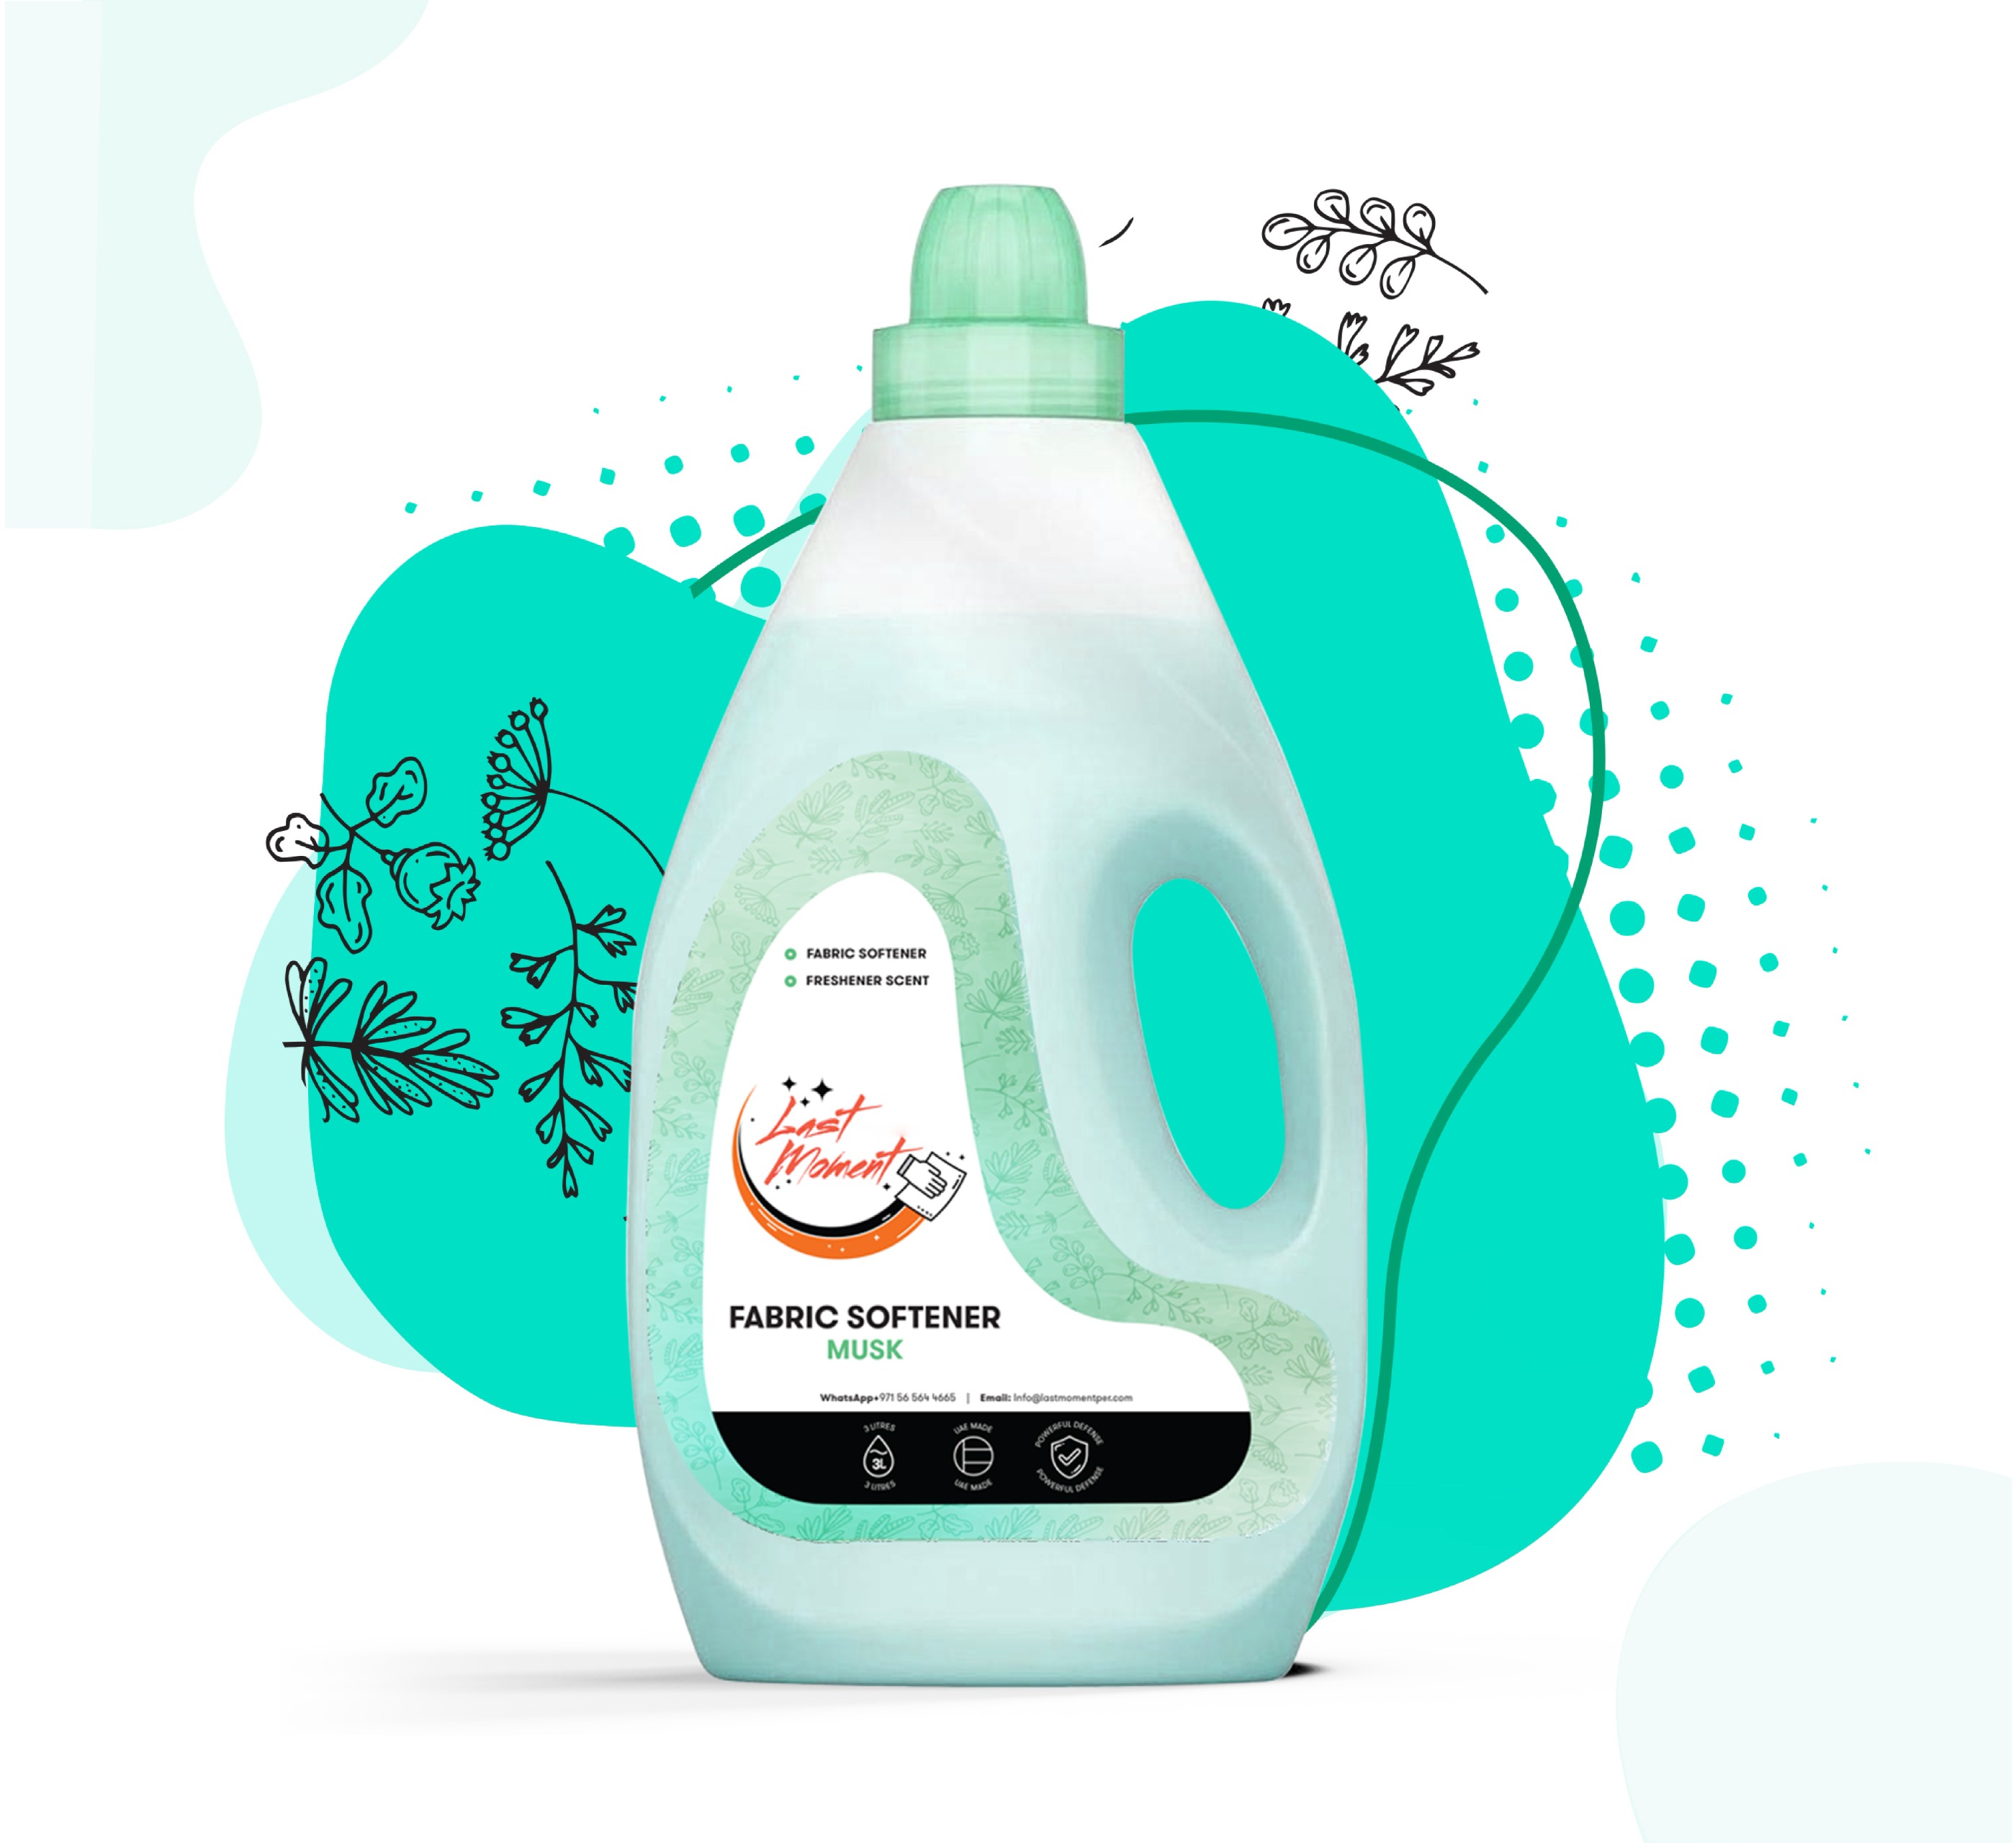 FABRIC SOFTENER
FRESHENER SCENT
Last
Moment
FABRIC SOFTENER
MUSK
WhatsApp+971 56 564 4665 | Email: Info@lastmomentper.com
3 LITRES
3L
3 LITRES
UAE MADE
UAE MADE
POWERFUL DEFENSE
POWERFUL DEFENSE